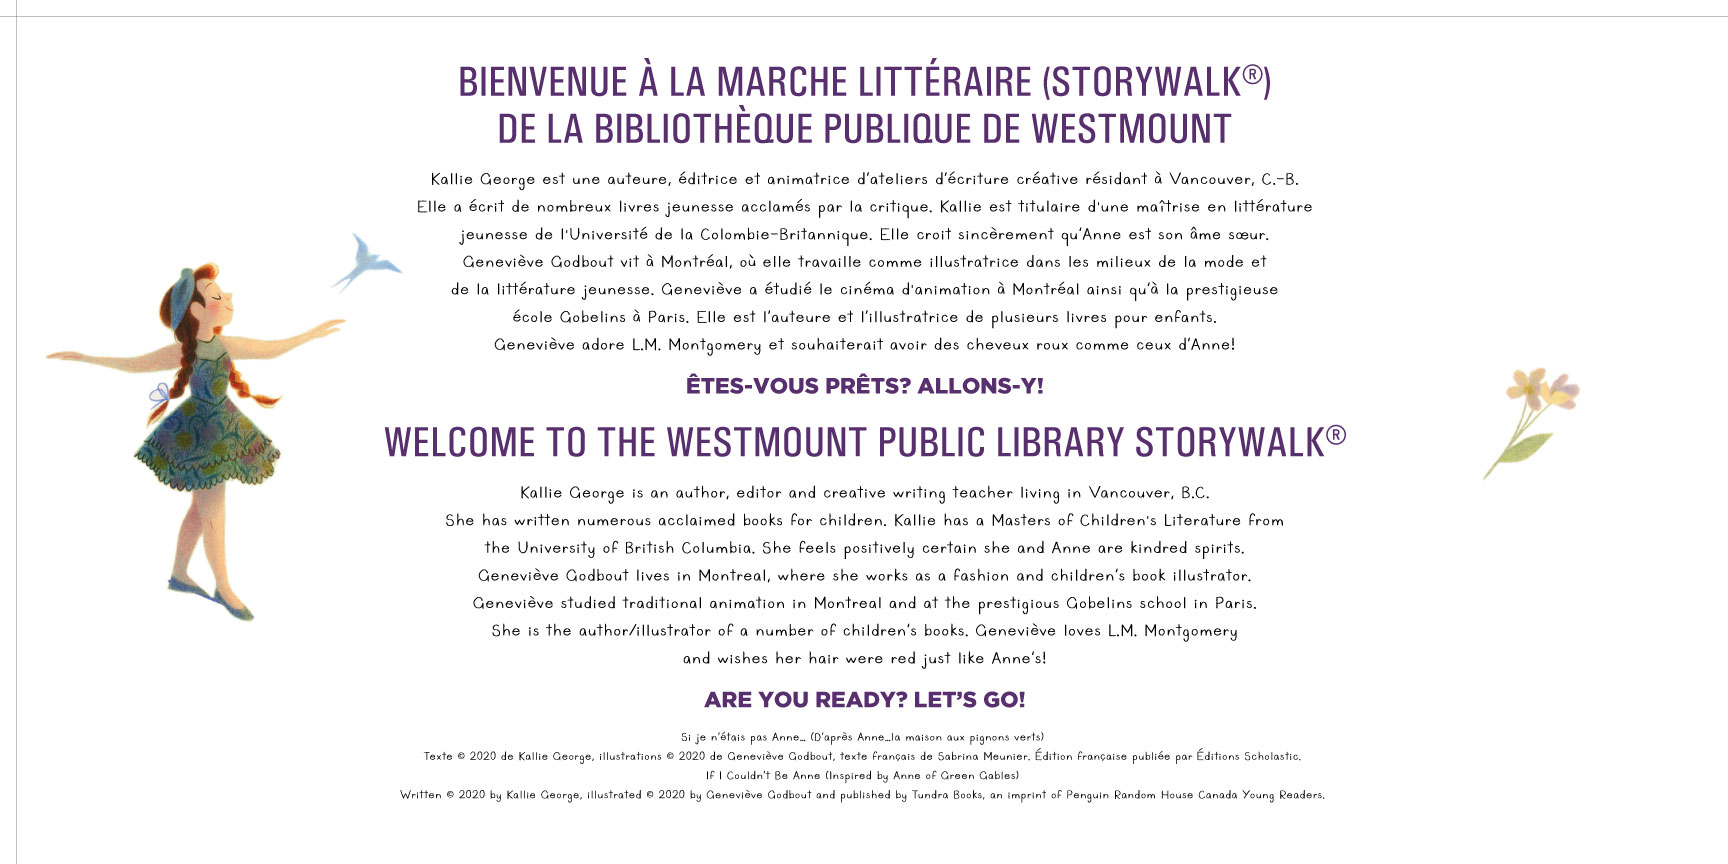 BIENVENUE À LA MARCHE LITTÉRAIRE (STORYWALK®)
DE LA BIBLIOTHÈQUE PUBLIQUE DE WESTMOUNT
Kallie George est une auteure, éditrice et animatrice d’ateliers d’écriture créative résidant à Vancouver, C.-B.
Elle a écrit de nombreux livres jeunesse acclamés par la critique. Kallie est titulaire d'une maîtrise en littérature
jeunesse de l'Université de la Colombie-Britannique. Elle croit sincèrement qu’Anne est son âme sœur.
Geneviève Godbout vit à Montréal, où elle travaille comme illustratrice dans les milieux de la mode et
de la littérature jeunesse. Geneviève a étudié le cinéma d'animation à Montréal ainsi qu’à la prestigieuse
école Gobelins à Paris. Elle est l’auteure et l’illustratrice de plusieurs livres pour enfants.
Geneviève adore L.M. Montgomery et souhaiterait avoir des cheveux roux comme ceux d’Anne!
ÊTES-VOUS PRÊTS? ALLONS-Y!
WELCOME TO THE WESTMOUNT PUBLIC LIBRARY STORYWALK®
Kallie George is an author, editor and creative writing teacher living in Vancouver, B.C.
She has written numerous acclaimed books for children. Kallie has a Masters of Children's Literature from
the University of British Columbia. She feels positively certain she and Anne are kindred spirits.
Geneviève Godbout lives in Montreal, where she works as a fashion and children’s book illustrator.
Geneviève studied traditional animation in Montreal and at the prestigious Gobelins school in Paris.
She is the author/illustrator of a number of children’s books. Geneviève loves L.M. Montgomery
and wishes her hair were red just like Anne’s!
ARE YOU READY? LET’S GO!
Si je n’étais pas Anne... (D’après Anne...la maison aux pignons verts)
Texte © 2020 de Kallie George, illustrations © 2020 de Geneviève Godbout, texte français de Sabrina Meunier. Édition française publiée par Éditions Scholastic.
If I Couldn’t Be Anne (Inspired by Anne of Green Gables)
Written © 2020 by Kallie George, illustrated © 2020 by Geneviève Godbout and published by Tundra Books, an imprint of Penguin Random House Canada Young Readers.